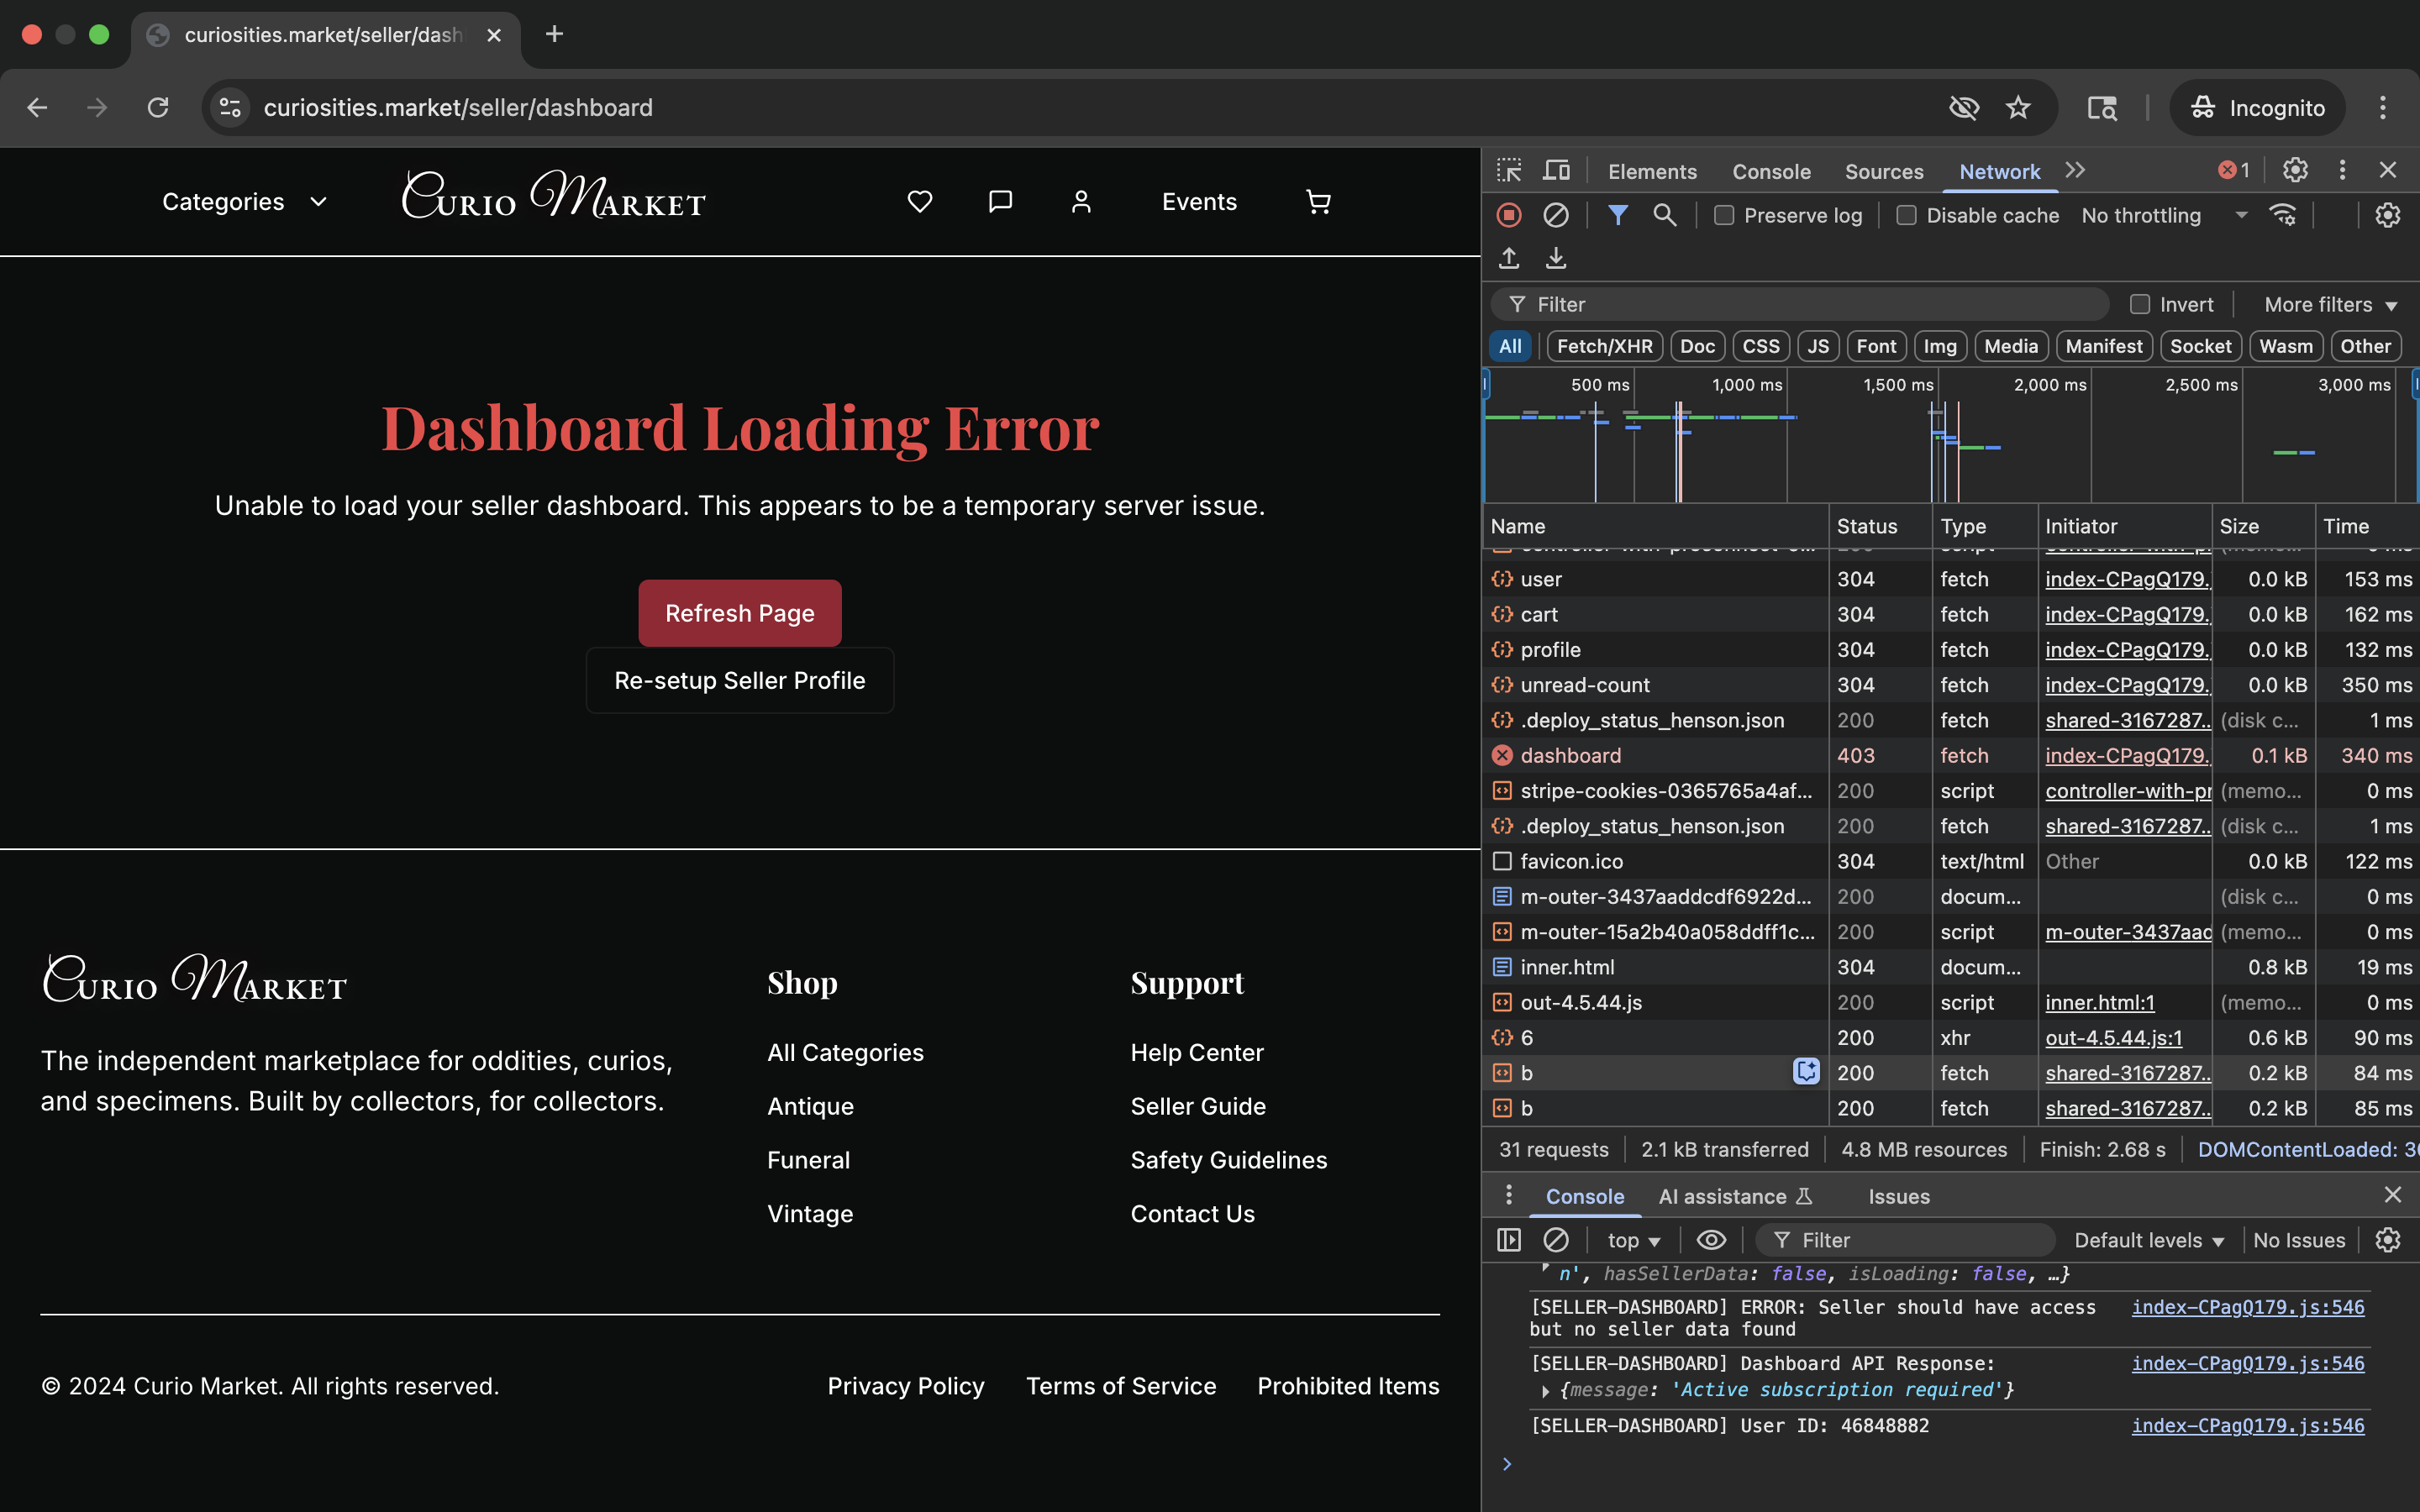 curiosities.market/seller/dash
curiosities.market/seller/dashboard
Incognito
Categories
Curio Market
Events
Dashboard Loading Error
Unable to load your seller dashboard. This appears to be a temporary server issue.
Refresh Page
Re-setup Seller Profile
Curio Market
The independent marketplace for oddities, curios,
and specimens. Built by collectors, for collectors.
Shop
All Categories
Antique
Funeral
Vintage
Support
Help Center
Seller Guide
Safety Guidelines
Contact Us
© 2024 Curio Market. All rights reserved.
Privacy Policy Terms of Service Prohibited Items
Elements Console Sources Network 1
Preserve log Disable cache No throttling
Filter Invert More filters
All Fetch/XHR Doc CSS JS Font Img Media Manifest Socket Wasm Other
500 ms 1,000 ms 1,500 ms 2,000 ms 2,500 ms 3,000 ms
Name Status Type Initiator Size Time
user 304 fetch index-CPagQ179. 0.0 kB 153 ms
cart 304 fetch index-CPagQ179. 0.0 kB 162 ms
profile 304 fetch index-CPagQ179. 0.0 kB 132 ms
unread-count 304 fetch index-CPagQ179. 0.0 kB 350 ms
.deploy_status_henson.json 200 fetch shared-3167287... (disk c... 1 ms
dashboard 403 fetch index-CPagQ179. 0.1 kB 340 ms
stripe-cookies-0365765a4af... 200 script controller-with-pr (memo... 0 ms
.deploy_status_henson.json 200 fetch shared-3167287... (disk c... 1 ms
favicon.ico 304 text/html Other 0.0 kB 122 ms
m-outer-3437aaddcdf6922d... 200 docum... (disk c... 0 ms
m-outer-15a2b40a058ddff1c... 200 script m-outer-3437aad (memo... 0 ms
inner.html 304 docum... 0.8 kB 19 ms
out-4.5.44.js 200 script inner.html:1 (memo... 0 ms
6 200 xhr out-4.5.44.js:1 0.6 kB 90 ms
b 200 fetch shared-3167287... 0.2 kB 84 ms
b 200 fetch shared-3167287... 0.2 kB 85 ms
31 requests 2.1 kB transferred 4.8 MB resources Finish: 2.68 s DOMContentLoaded:
Console AI assistance Issues
top Filter Default levels No Issues
n', hasSellerData: false, isLoading: false, …}
[SELLER-DASHBOARD] ERROR: Seller should have access index-CPagQ179.js:546
but no seller data found
[SELLER-DASHBOARD] Dashboard API Response: index-CPagQ179.js:546
{message: 'Active subscription required'}
[SELLER-DASHBOARD] User ID: 46848882 index-CPagQ179.js:546